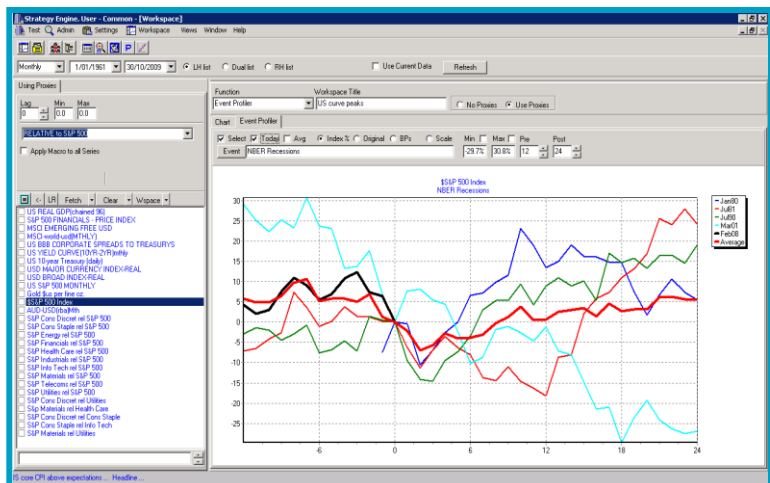 Strategy Engine. User - Common - [Workspace]
Test Admin Settings Workspace Views Window Help
P
Monthly 1/01/1961 30/10/2009 LH list Dual list RH list Use Current Data Refresh
Using Proxies
Lag Min Max
0 0.0 0.0
RELATIVE to S&P 500
Apply Macro to all Series
<- LR Fetch Clear Wspace
US REAL GDP(chained 96)
S&P 500 FINANCIALS - PRICE INDEX
MSCI EMERGING FREE USD
MSCI-world-usd(MTHLY)
US BBB CORPORATE SPREADS TO TREASURYS
US YIELD CURVE(10YR-2YR)mthly
US 10-year Treasury (daily)
USD MAJOR CURRENCY INDEX-REAL
USD BROAD INDEX-REAL
US S&P 500 MONTHLY
Gold $us per fine oz.
$S&P 500 Index
AUD-USD(rba)Mth
S&P Cons Discret rel S&P 500
S&P Cons Staple rel S&P 500
S&P Energy rel S&P 500
S&P Financials rel S&P 500
S&P Health Care rel S&P 500
S&P Industrials rel S&P 500
S&P Info Tech rel S&P 500
S&P Materials rel S&P 500
S&P Telecoms rel S&P 500
S&P Utilities rel S&P 500
S&P Cons Discret rel Utilities
S&p Materials rel Health Care
S&P Cons Discret rel Cons Staple
S&P Cons Staple rel Info Tech
S&P Materials rel Utilities
Function Workspace Title
Event Profiler US curve peaks No Proxies Use Proxies
Chart Event Profiler
Select Today Avg Index % Original BPs Scale Min Max Pre Post
Event NBER Recessions -29.7% 30.8% 12 24
$S&P 500 Index
NBER Recessions
30
25
20
15
10
5
0
-5
-10
-15
-20
-25
-6 0 6 12 18 24
Jan80
Jul81
Jul90
Mar01
Feb08
Average
IS core CPI above expectations ... Headline ...